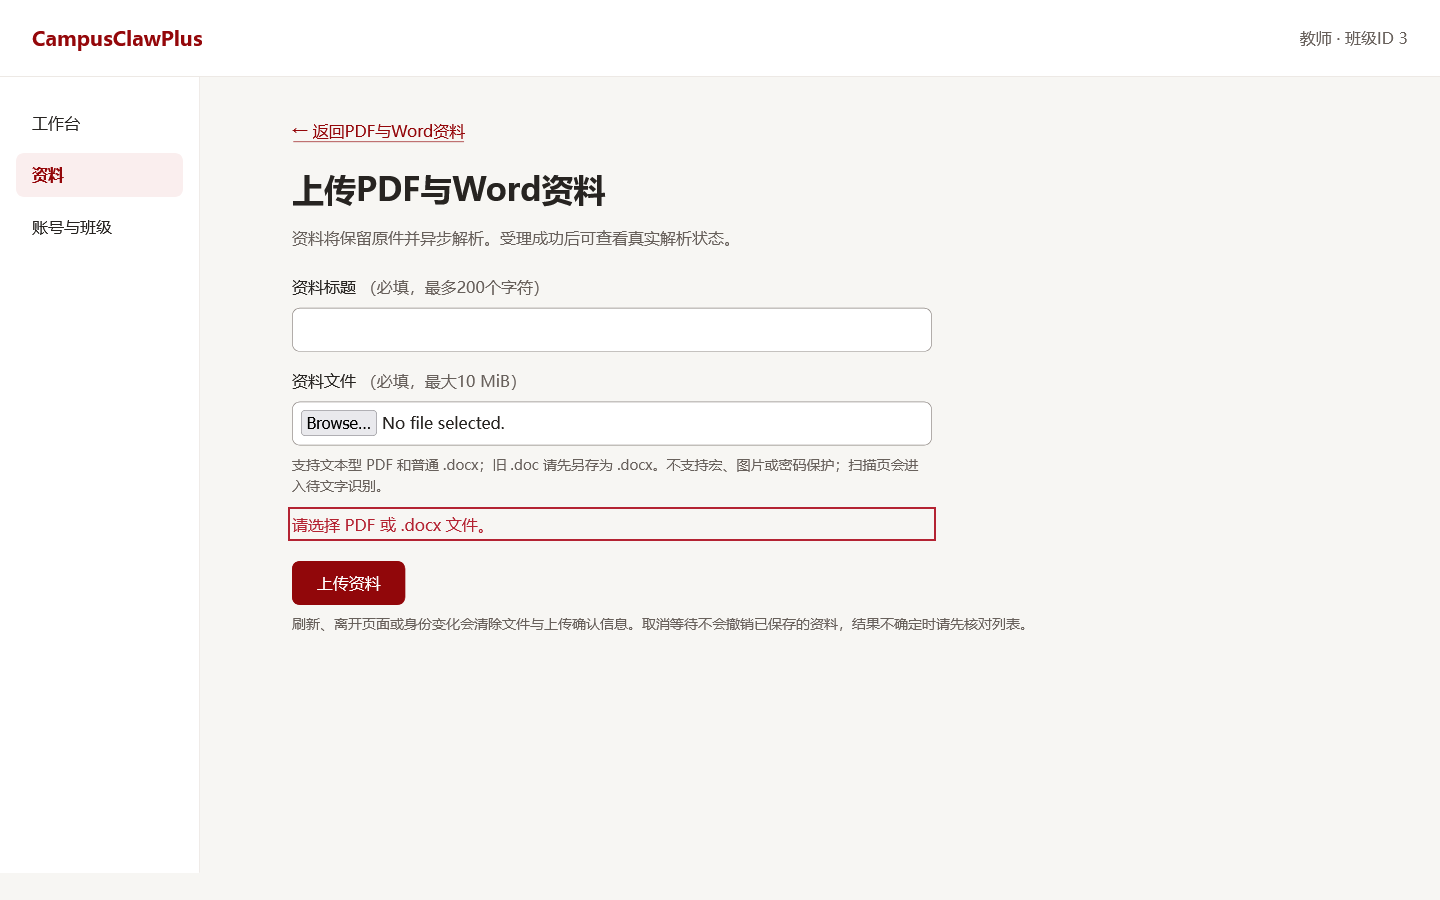 CampusClawPlus
教师 · 班级ID 3
工作台
资料
账号与班级
← 返回PDF与Word资料
上传PDF与Word资料
资料将保留原件并异步解析。受理成功后可查看真实解析状态。
资料标题 （必填，最多200个字符）
资料文件 （必填，最大10 MiB）
Browse... No file selected.
支持文本型 PDF 和普通 .docx；旧 .doc 请先另存为 .docx。不支持宏、图片或密码保护；扫描页会进
入待文字识别。
请选择 PDF 或 .docx 文件。
上传资料
刷新、离开页面或身份变化会清除文件与上传确认信息。取消等待不会撤销已保存的资料，结果不确定时请先核对列表。